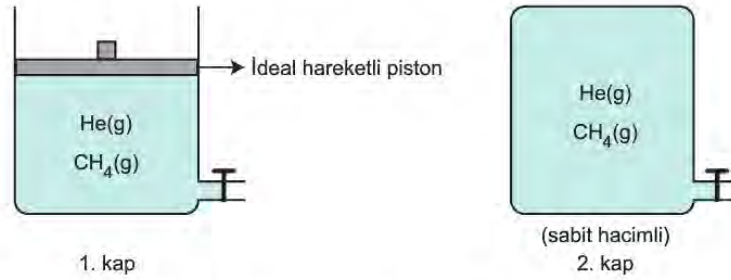 İdeal hareketli piston
He(g)
CH₄(g)
1. kap
He(g)
CH₄(g)
(sabit hacimli)
2. kap